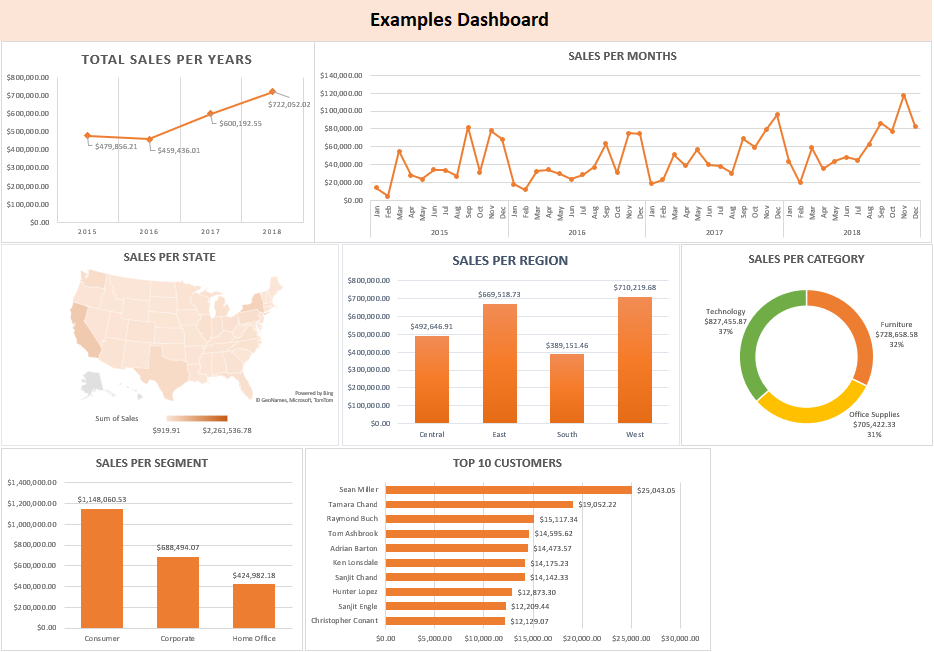 Examples Dashboard
TOTAL SALES PER YEARS
$800,000.00
$700,000.00
$600,000.00
$500,000.00
$400,000.00
$300,000.00
$200,000.00
$100,000.00
$0.00
$479,856.21
$459,436.01
$600,192.55
$722,052.02
2015 2016 2017 2018
SALES PER MONTHS
$140,000.00
$120,000.00
$100,000.00
$80,000.00
$60,000.00
$40,000.00
$20,000.00
$0.00
Jan Feb Mar Apr May Jun Jul Aug Sep Oct Nov Dec Jan Feb Mar Apr May Jun Jul Aug Sep Oct Nov Dec Jan Feb Mar Apr May Jun Jul Aug Sep Oct Nov Dec Jan Feb Mar Apr May Jun Jul Aug Sep Oct Nov Dec
2015 2016 2017 2018
SALES PER STATE
Powered by Bing
© GeoNames, Microsoft, TomTom
Sum of Sales
$919.91 $2,261,536.78
SALES PER REGION
$800,000.00
$700,000.00
$600,000.00
$500,000.00
$400,000.00
$300,000.00
$200,000.00
$100,000.00
$0.00
$492,646.91
$669,518.73
$389,151.46
$710,219.68
Central East South West
SALES PER CATEGORY
Technology
$827,455.87
37%
Furniture
$728,658.58
32%
Office Supplies
$705,422.33
31%
SALES PER SEGMENT
$1,400,000.00
$1,200,000.00
$1,000,000.00
$800,000.00
$600,000.00
$400,000.00
$200,000.00
$0.00
$1,148,060.53
$688,494.07
$424,982.18
Consumer Corporate Home Office
TOP 10 CUSTOMERS
Sean Miller $25,043.05
Tamara Chand $19,052.22
Raymond Buch $15,117.34
Tom Ashbrook $14,595.62
Adrian Barton $14,473.57
Ken Lonsdale $14,175.23
Sanjit Chand $14,142.33
Hunter Lopez $12,873.30
Sanjit Engle $12,209.44
Christopher Conant $12,129.07
$0.00 $5,000.00 $10,000.00 $15,000.00 $20,000.00 $25,000.00 $30,000.00